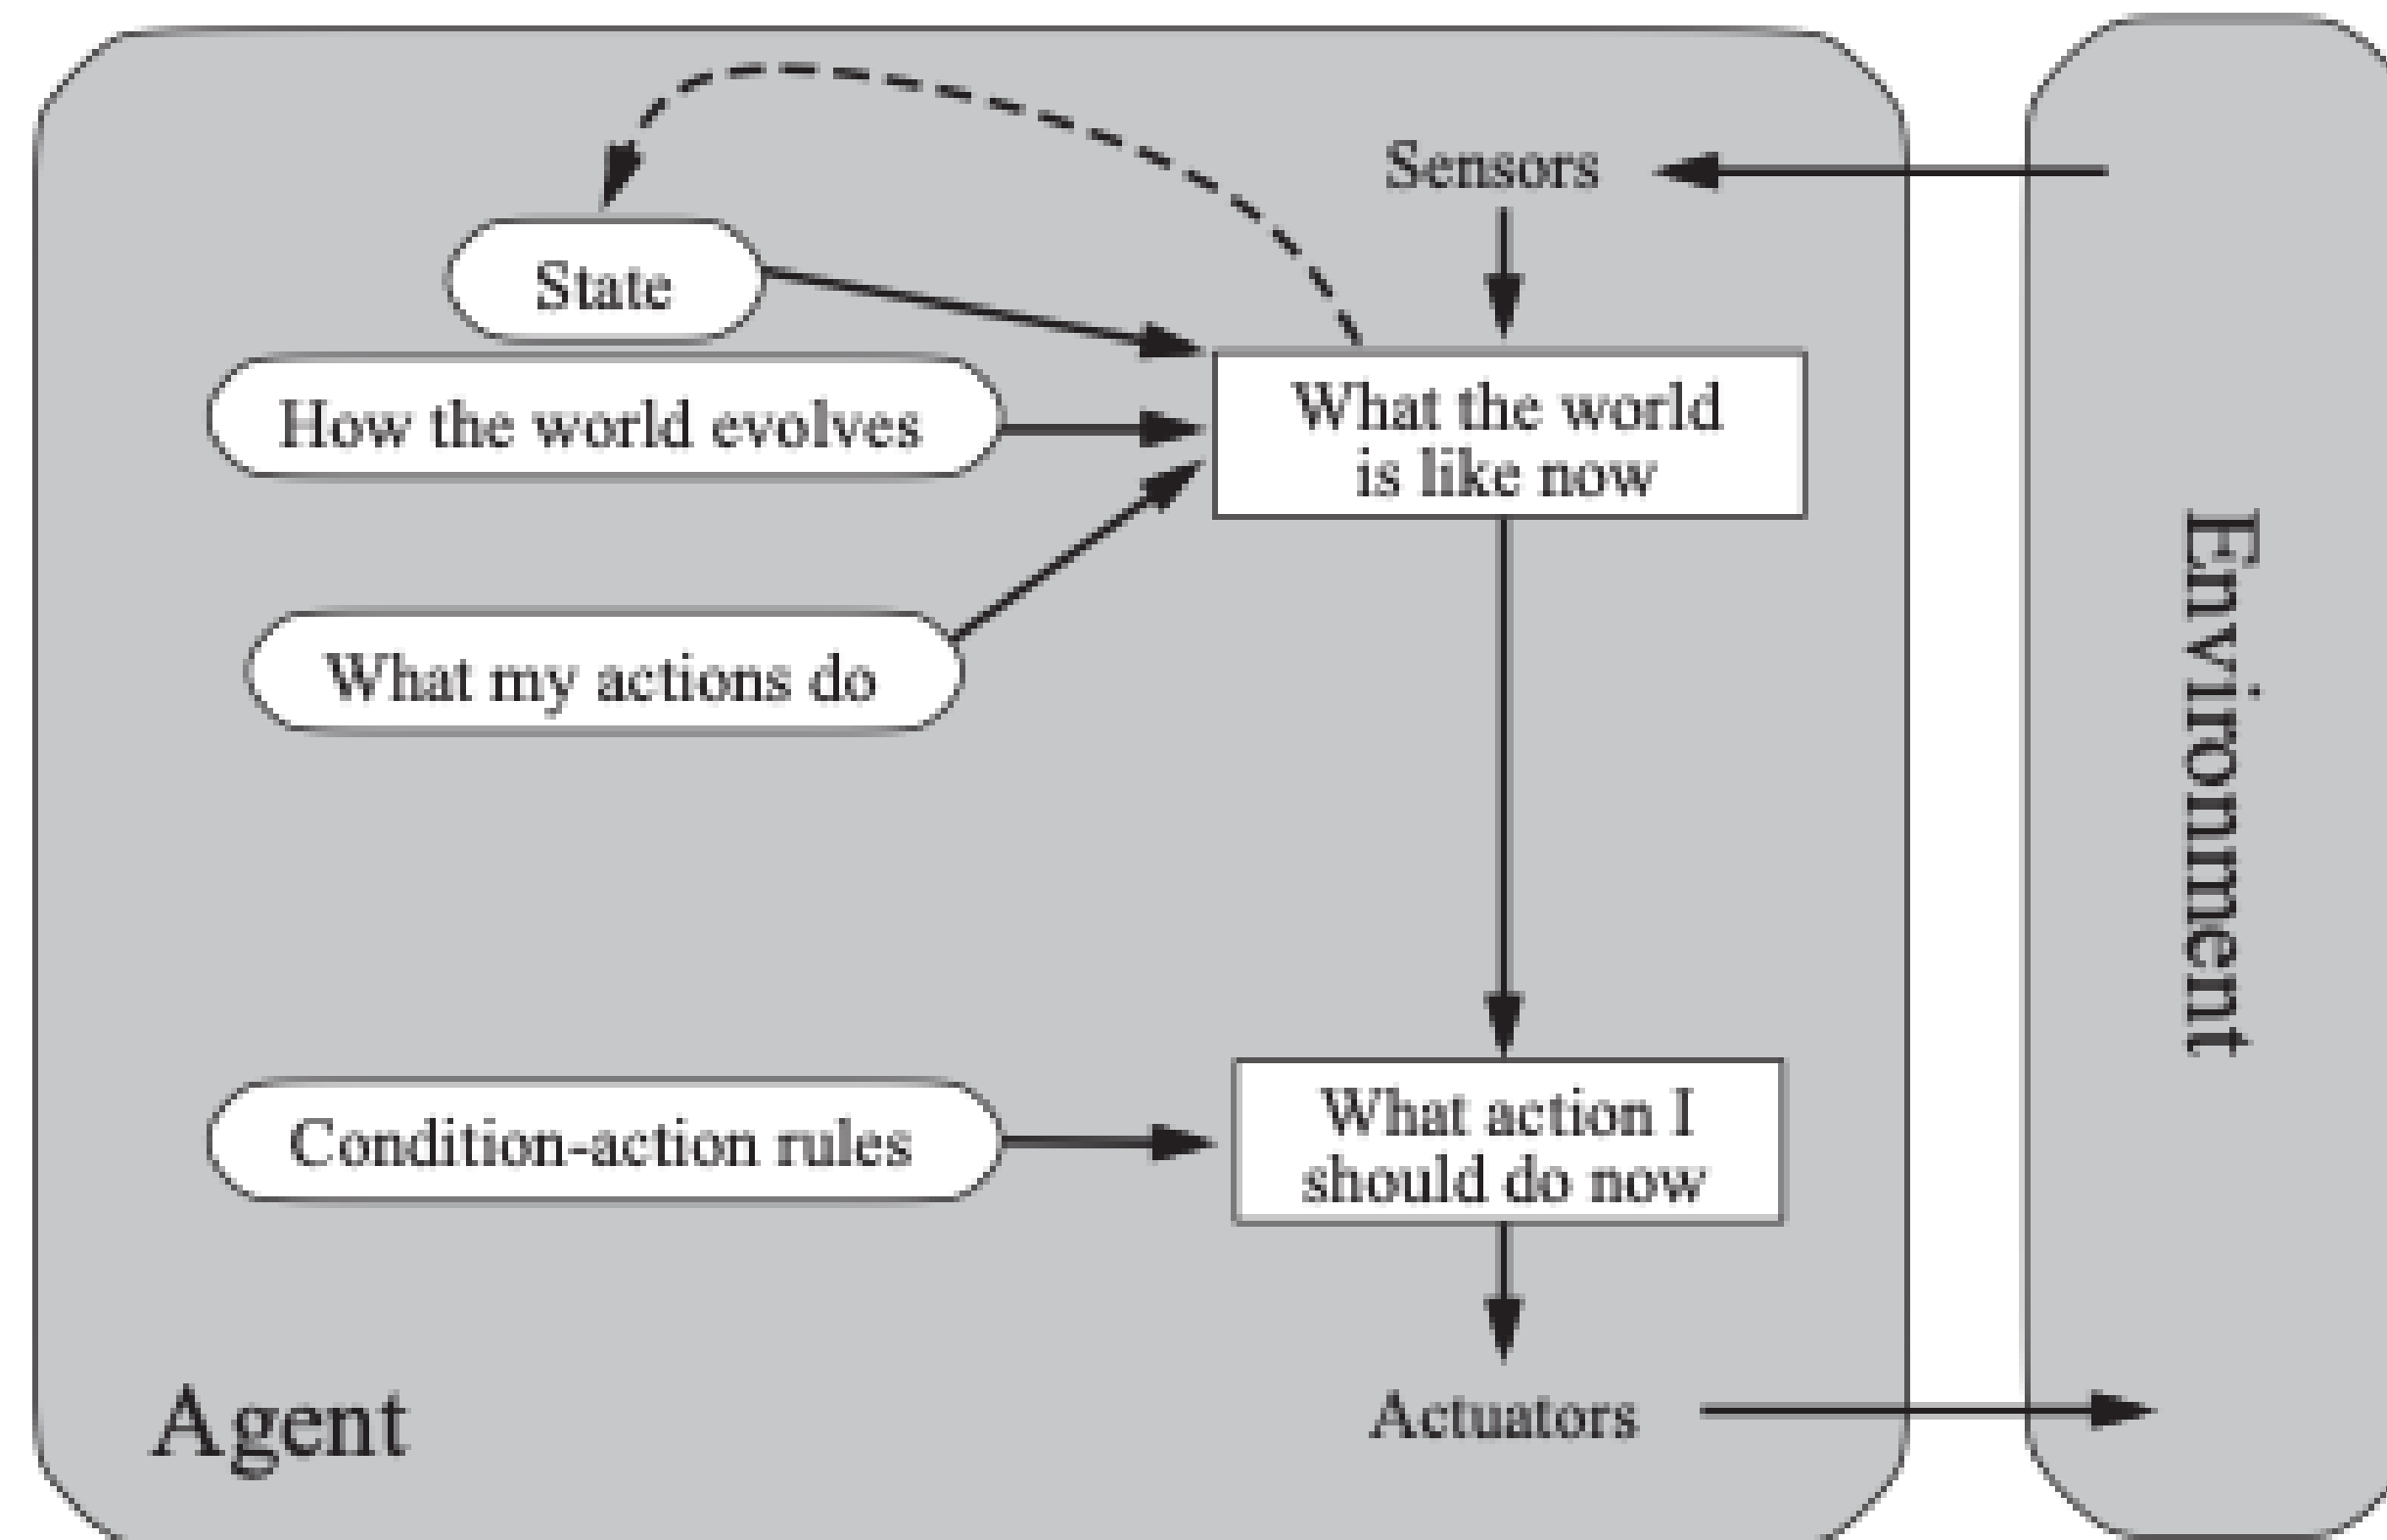 Sensors
State
How the world evolves
What the world
is like now
What my actions do
Environment
Condition-action rules
What action I
should do now
Agent
Actuators